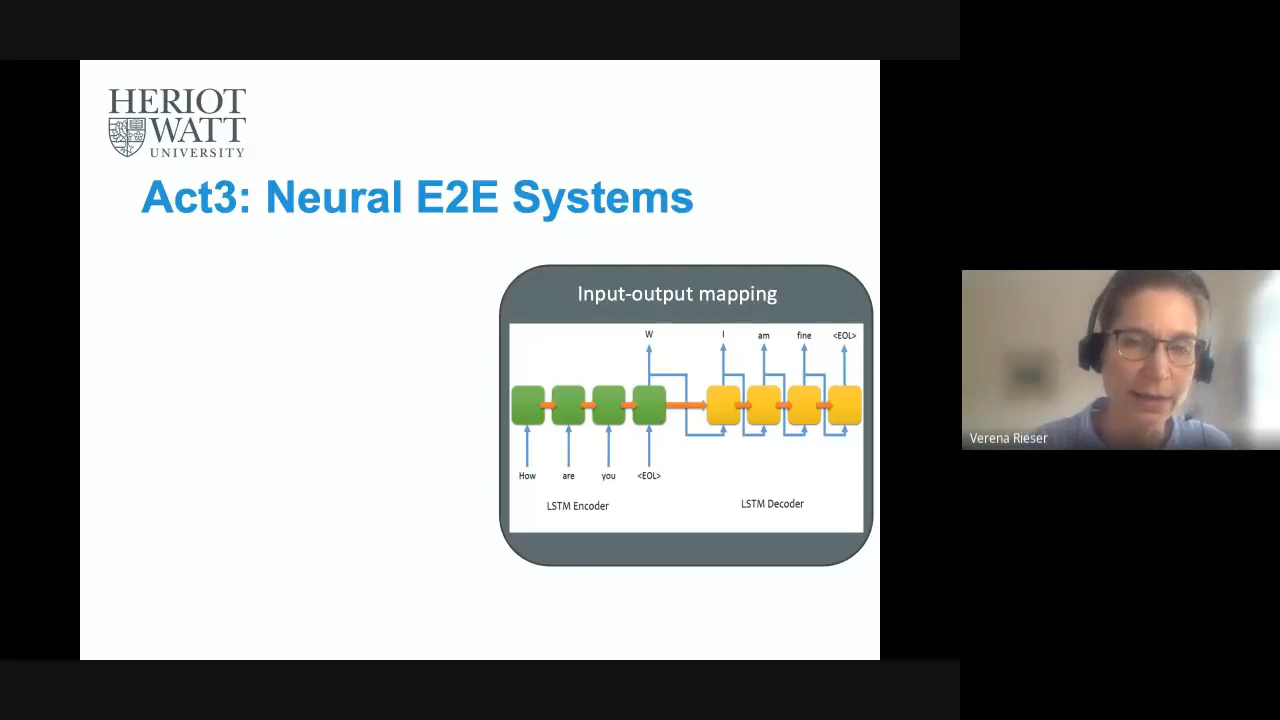 HERIOT
WATT
UNIVERSITY
Act3: Neural E2E Systems
Input-output mapping
W I am fine <EOL>
How are you <EOL>
LSTM Encoder LSTM Decoder
Verena Rieser